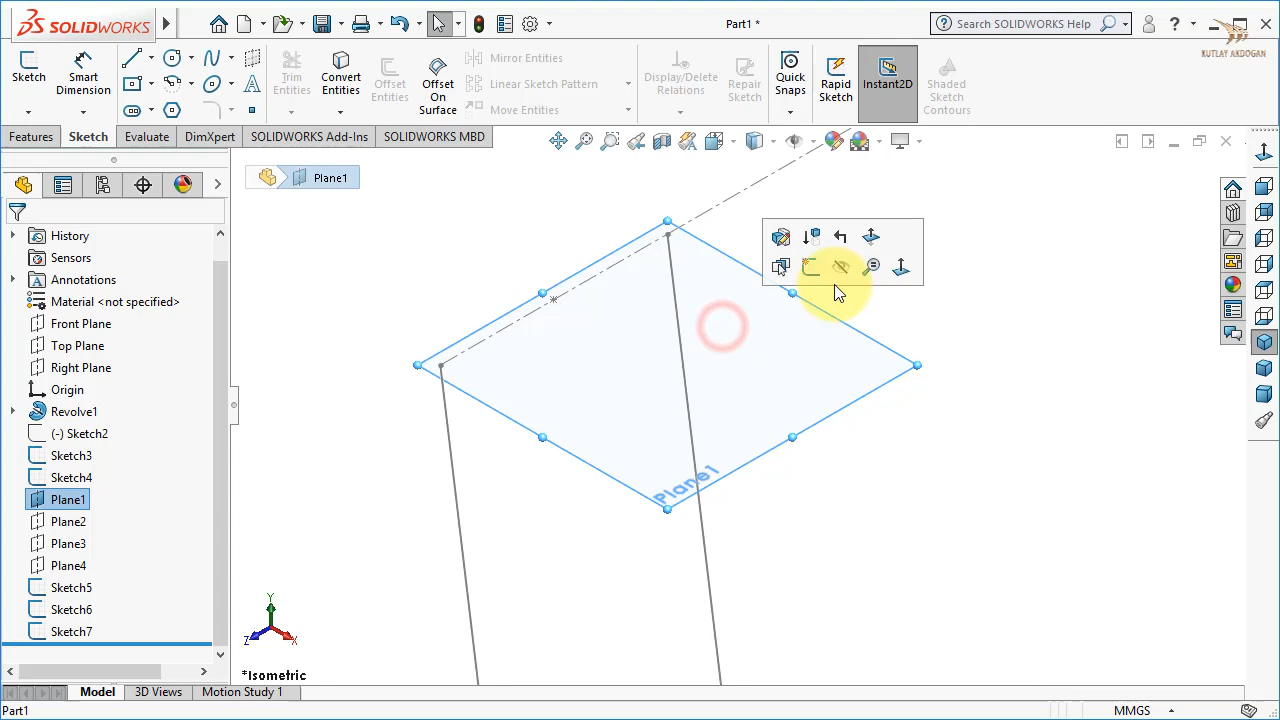 SOLIDWORKS
Part1 *
Search SOLIDWORKS Help
?
KUTLAY AKDOGAN
Sketch
Smart Dimension
Trim Entities
Convert Entities
Offset Entities
Offset On Surface
Mirror Entities
Linear Sketch Pattern
Move Entities
Display/Delete Relations
Repair Sketch
Quick Snaps
Rapid Sketch
Instant2D
Shaded Sketch Contours
Features
Sketch
Evaluate
DimXpert
SOLIDWORKS Add-Ins
SOLIDWORKS MBD
Plane1
History
Sensors
Annotations
Material <not specified>
Front Plane
Top Plane
Right Plane
Origin
Revolve1
(-) Sketch2
Sketch3
Sketch4
Plane1
Plane2
Plane3
Plane4
Sketch5
Sketch6
Sketch7
Plane1
Y
Z
X
*Isometric
Model
3D Views
Motion Study 1
Part1
MMGS